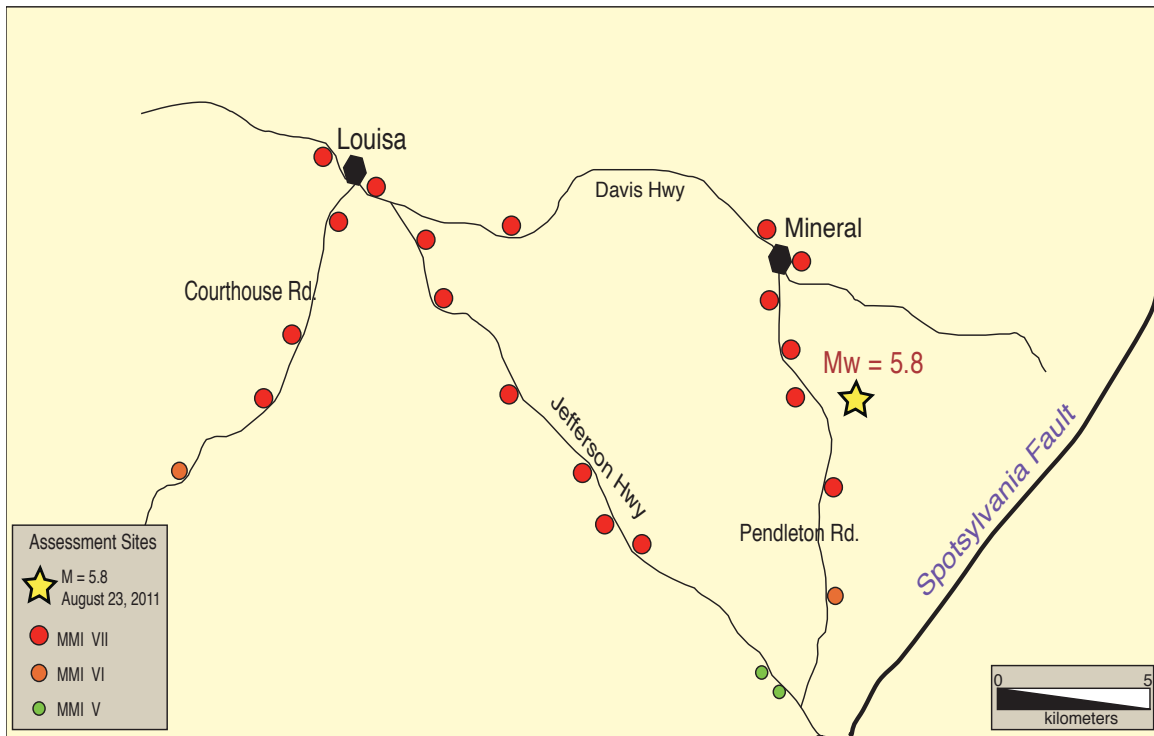 Louisa
Davis Hwy
Mineral
Courthouse Rd.
Mw = 5.8
Jefferson Hwy
Spotsylvania Fault
Pendleton Rd.
Assessment Sites
M = 5.8
August 23, 2011
MMI VII
MMI VI
MMI V
0 5
kilometers